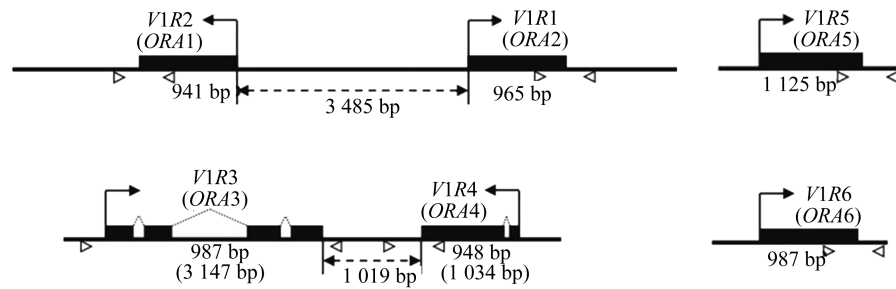 V1R2
(ORA1)
941 bp
3 485 bp
V1R1
(ORA2)
965 bp
V1R5
(ORA5)
1 125 bp
V1R3
(ORA3)
987 bp
(3 147 bp)
1 019 bp
V1R4
(ORA4)
948 bp
(1 034 bp)
V1R6
(ORA6)
987 bp